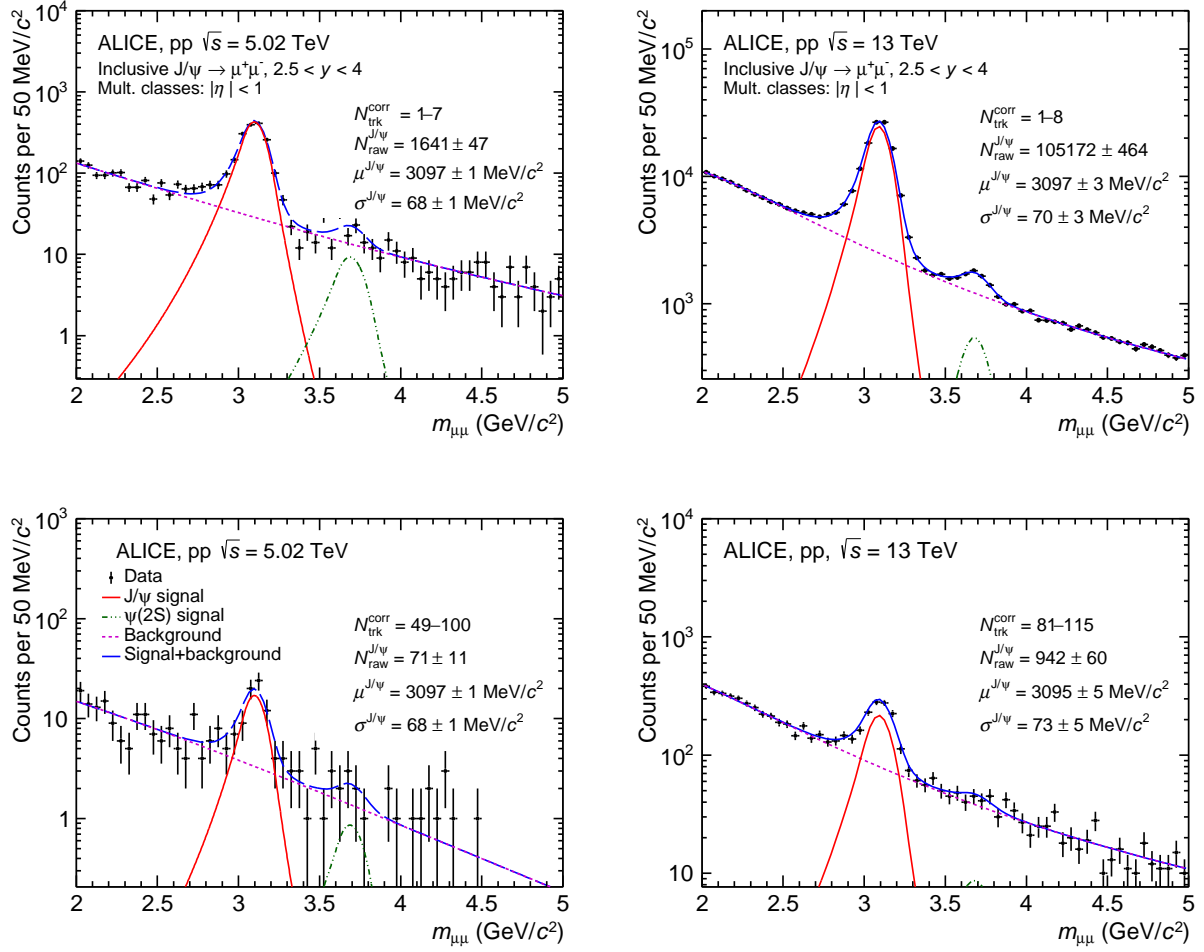 ALICE, pp √s = 5.02 TeV
Inclusive J/ψ → μ⁺μ⁻, 2.5 < y < 4
Mult. classes: |η| < 1
N_trk^corr = 1–7
N_raw^J/ψ = 1641 ± 47
μ^J/ψ = 3097 ± 1 MeV/c²
σ^J/ψ = 68 ± 1 MeV/c²
Counts per 50 MeV/c²
10⁴
10³
10²
10
1
2 2.5 3 3.5 4 4.5 5
m_μμ (GeV/c²)
ALICE, pp √s = 13 TeV
Inclusive J/ψ → μ⁺μ⁻, 2.5 < y < 4
Mult. classes: |η| < 1
N_trk^corr = 1–8
N_raw^J/ψ = 105172 ± 464
μ^J/ψ = 3097 ± 3 MeV/c²
σ^J/ψ = 70 ± 3 MeV/c²
Counts per 50 MeV/c²
10⁵
10⁴
10³
2 2.5 3 3.5 4 4.5 5
m_μμ (GeV/c²)
ALICE, pp √s = 5.02 TeV
Data
J/ψ signal
ψ(2S) signal
Background
Signal+background
N_trk^corr = 49–100
N_raw^J/ψ = 71 ± 11
μ^J/ψ = 3097 ± 1 MeV/c²
σ^J/ψ = 68 ± 1 MeV/c²
Counts per 50 MeV/c²
10³
10²
10
1
2 2.5 3 3.5 4 4.5 5
m_μμ (GeV/c²)
ALICE, pp, √s = 13 TeV
N_trk^corr = 81–115
N_raw^J/ψ = 942 ± 60
μ^J/ψ = 3095 ± 5 MeV/c²
σ^J/ψ = 73 ± 5 MeV/c²
Counts per 50 MeV/c²
10⁴
10³
10²
10
2 2.5 3 3.5 4 4.5 5
m_μμ (GeV/c²)